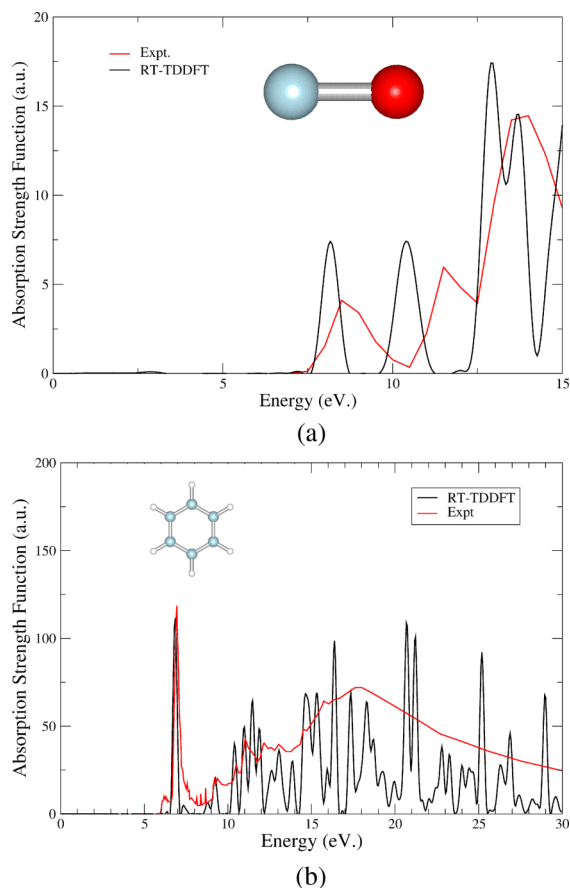 20
15
10
5
0
Absorption Strength Function (a.u.)
Expt.
RT-TDDFT
0
5
10
15
Energy (eV.)
(a)
200
150
100
50
0
Absorption Strength Function (a.u.)
RT-TDDFT
Expt
0
5
10
15
20
25
30
Energy (eV.)
(b)